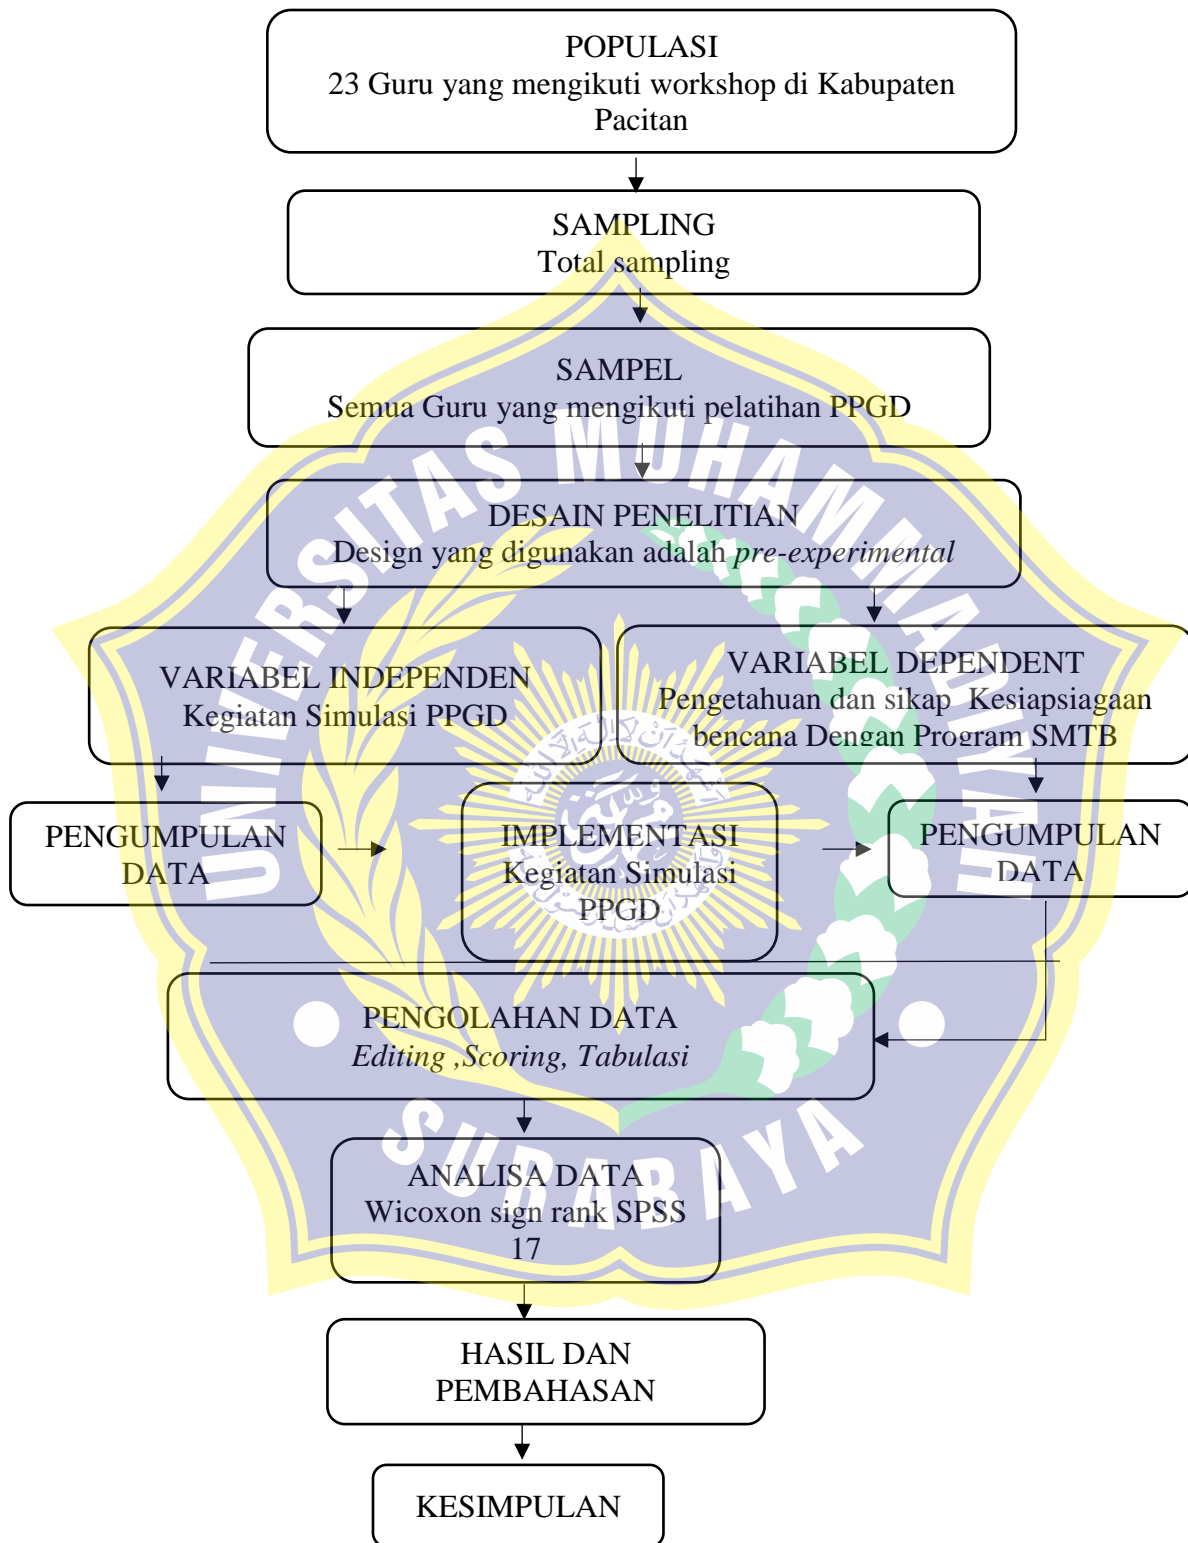 POPULASI
23 Guru yang mengikuti workshop di Kabupaten
Pacitan
SAMPLING
Total sampling
SAMPEL
Semua Guru yang mengikuti pelatihan PPGD
UNIVERSITAS MUHAMMADIYAH
DESAIN PENELITIAN
Design yang digunakan adalah pre-experimental
VARIABEL INDEPENDEN
Kegiatan Simulasi PPGD
VARIABEL DEPENDENT
Pengetahuan dan sikap  Kesiapsiagaan
bencana Dengan Program SMTB
PENGUMPULAN
DATA
IMPLEMENTASI
Kegiatan Simulasi
PPGD
PENGUMPULAN
DATA
PENGOLAHAN DATA
Editing ,Scoring, Tabulasi
SURABAYA
ANALISA DATA
Wicoxon sign rank SPSS
17
HASIL DAN
PEMBAHASAN
KESIMPULAN